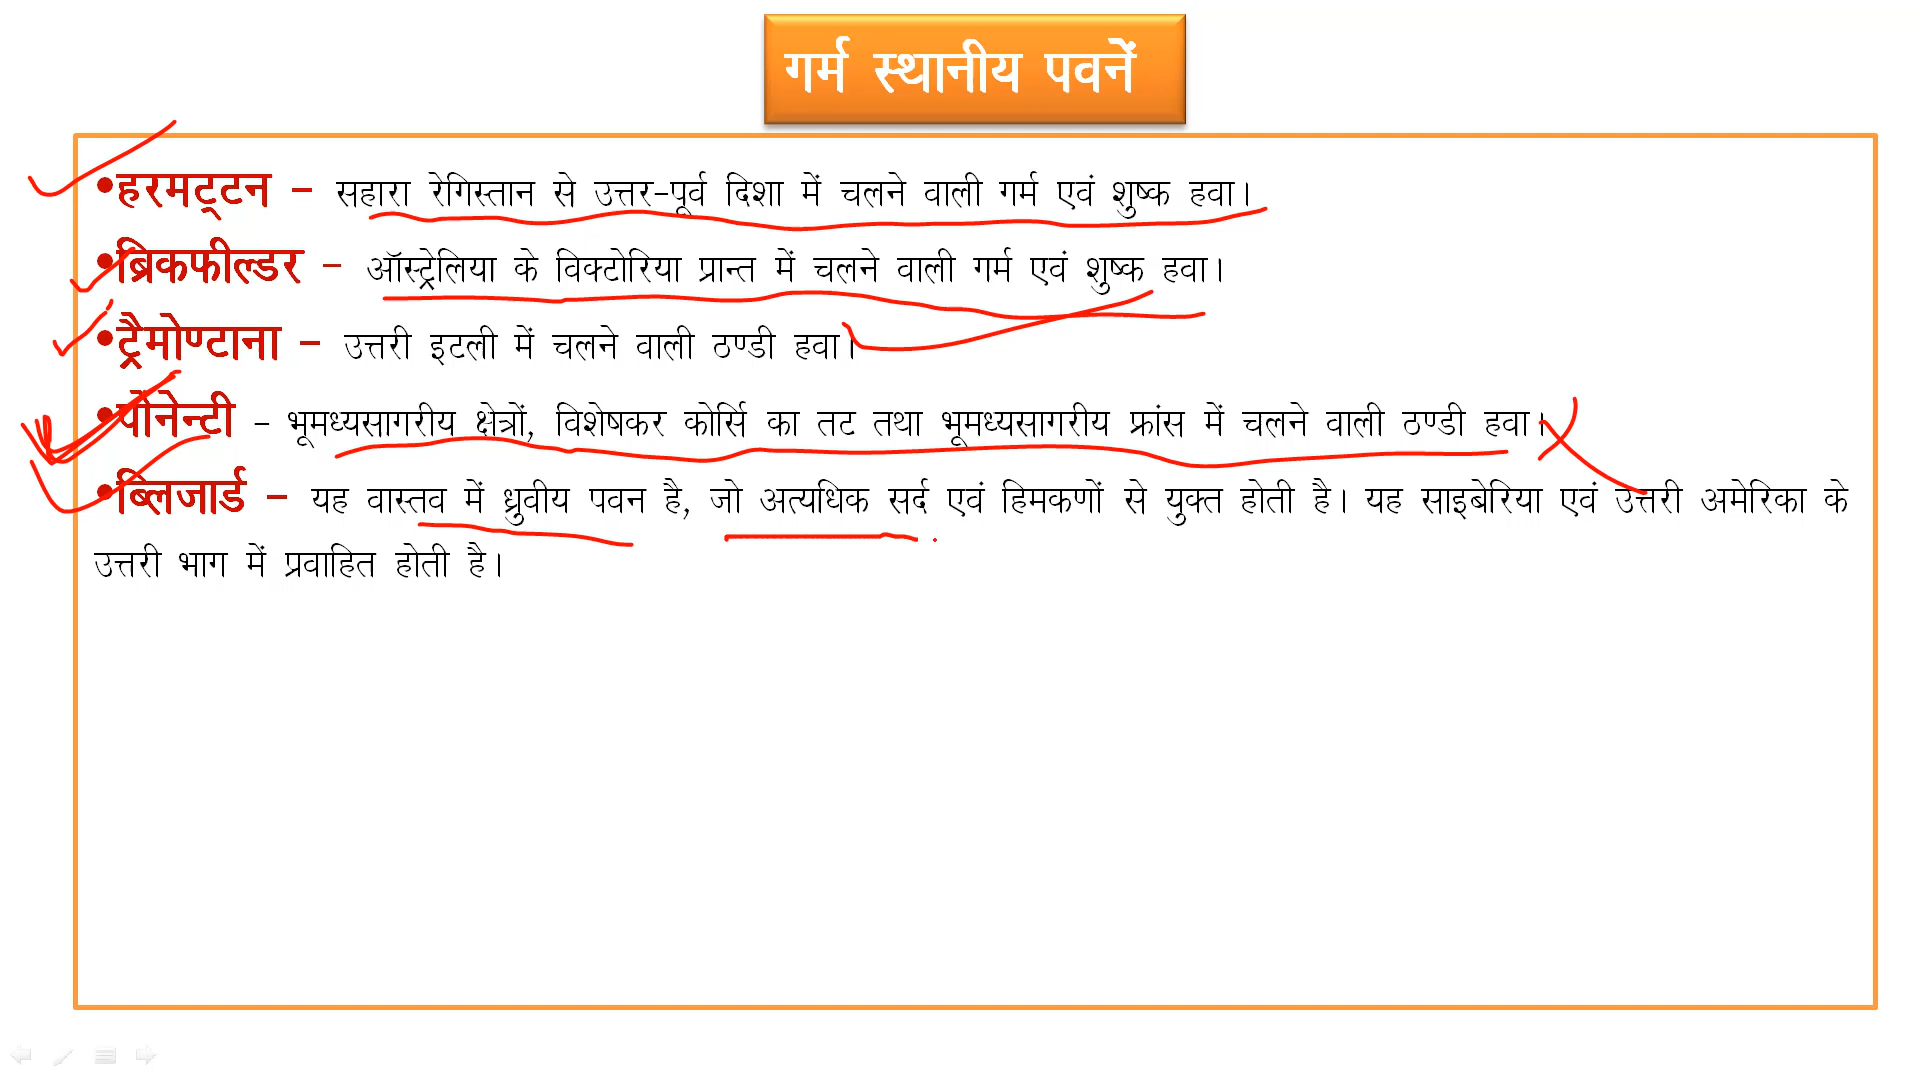 गर्म स्थानीय पवनें
•हरमट्टन – सहारा रेगिस्तान से उत्तर-पूर्व दिशा में चलने वाली गर्म एवं शुष्क हवा।
•ब्रिकफील्डर – ऑस्ट्रेलिया के विक्टोरिया प्रान्त में चलने वाली गर्म एवं शुष्क हवा।
•ट्रैमोण्टाना – उत्तरी इटली में चलने वाली ठण्डी हवा।
•पोनेन्टी – भूमध्यसागरीय क्षेत्रों, विशेषकर कोर्सि का तट तथा भूमध्यसागरीय फ्रांस में चलने वाली ठण्डी हवा।
•ब्लिजार्ड – यह वास्तव में ध्रुवीय पवन है, जो अत्यधिक सर्द एवं हिमकणों से युक्त होती है। यह साइबेरिया एवं उत्तरी अमेरिका के
उत्तरी भाग में प्रवाहित होती है।